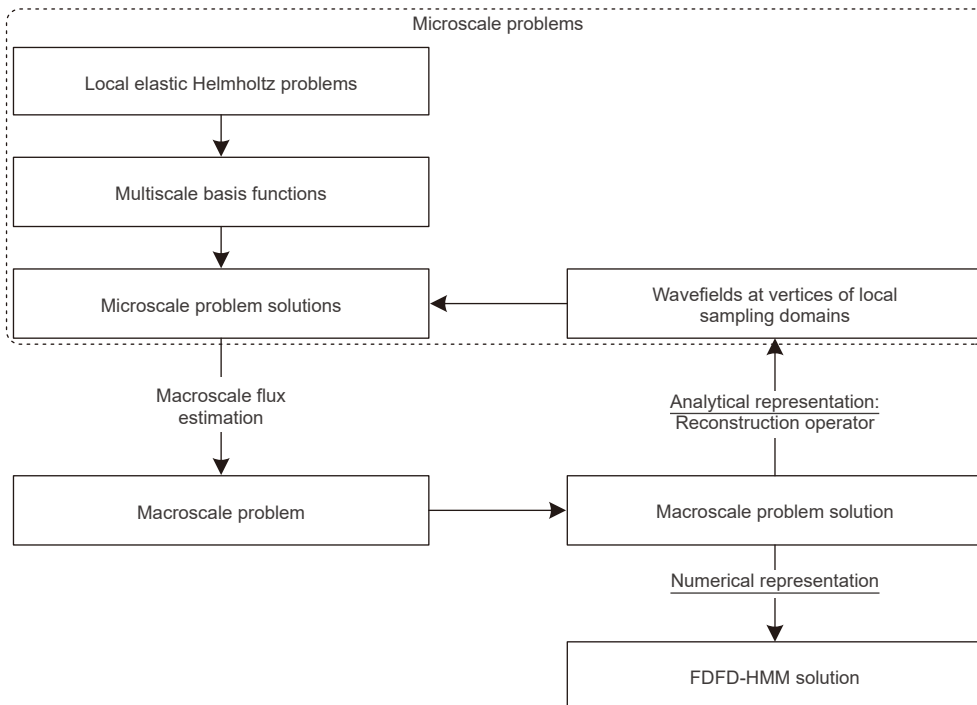 Microscale problems
Local elastic Helmholtz problems
Multiscale basis functions
Microscale problem solutions
Wavefields at vertices of local
sampling domains
Macroscale flux
estimation
Analytical representation:
Reconstruction operator
Macroscale problem
Macroscale problem solution
Numerical representation
FDFD-HMM solution